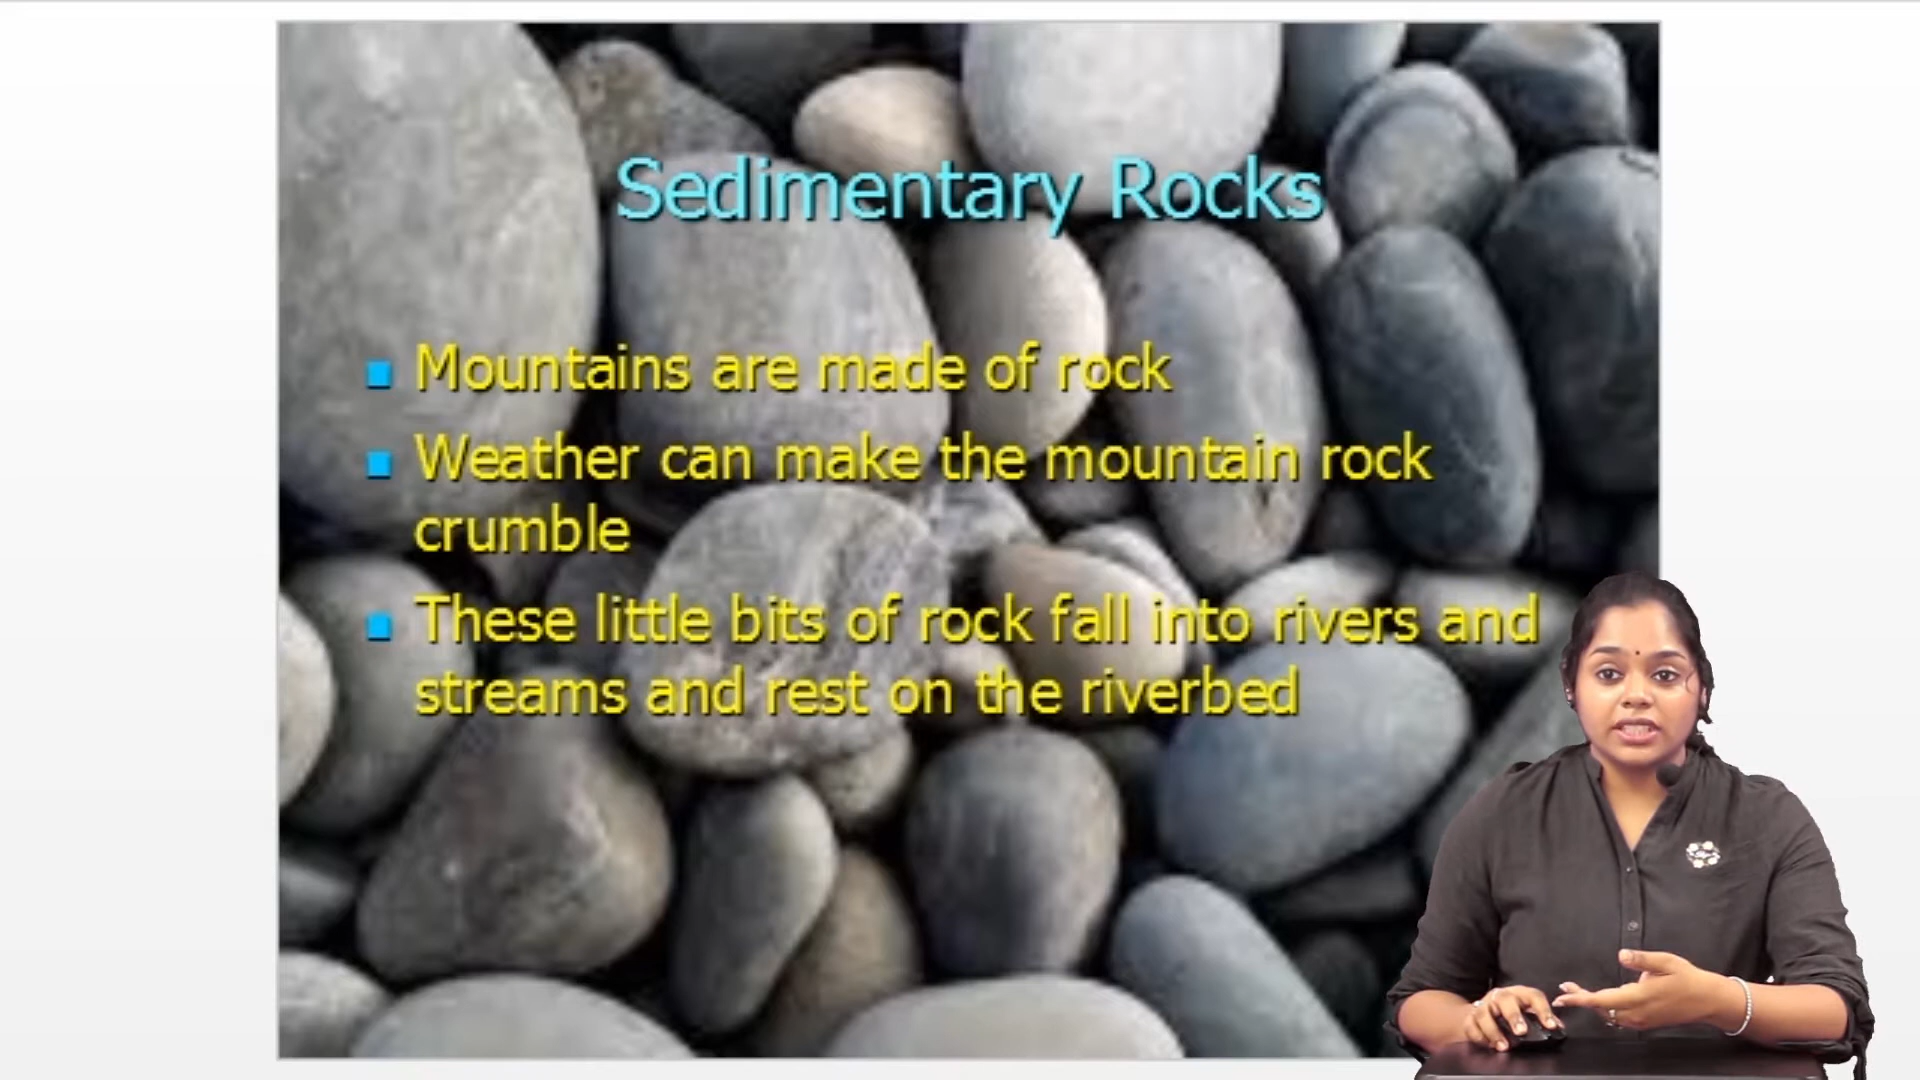 Sedimentary Rocks
Mountains are made of rock
Weather can make the mountain rock
crumble
These little bits of rock fall into rivers and
streams and rest on the riverbed